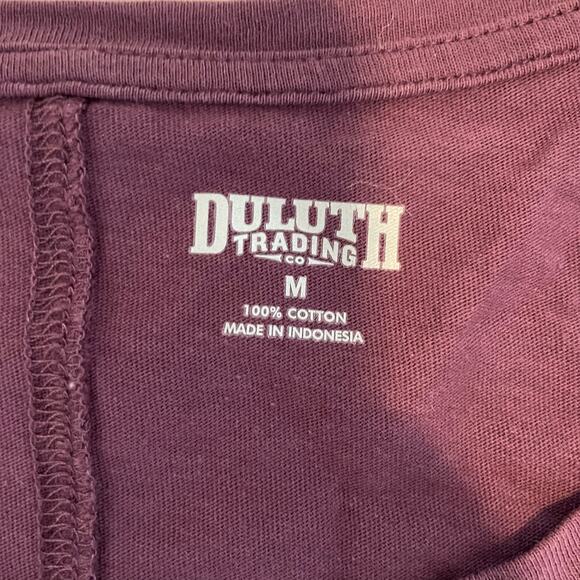 DULUTH
TRADING
CO
M
100% COTTON
MADE IN INDONESIA